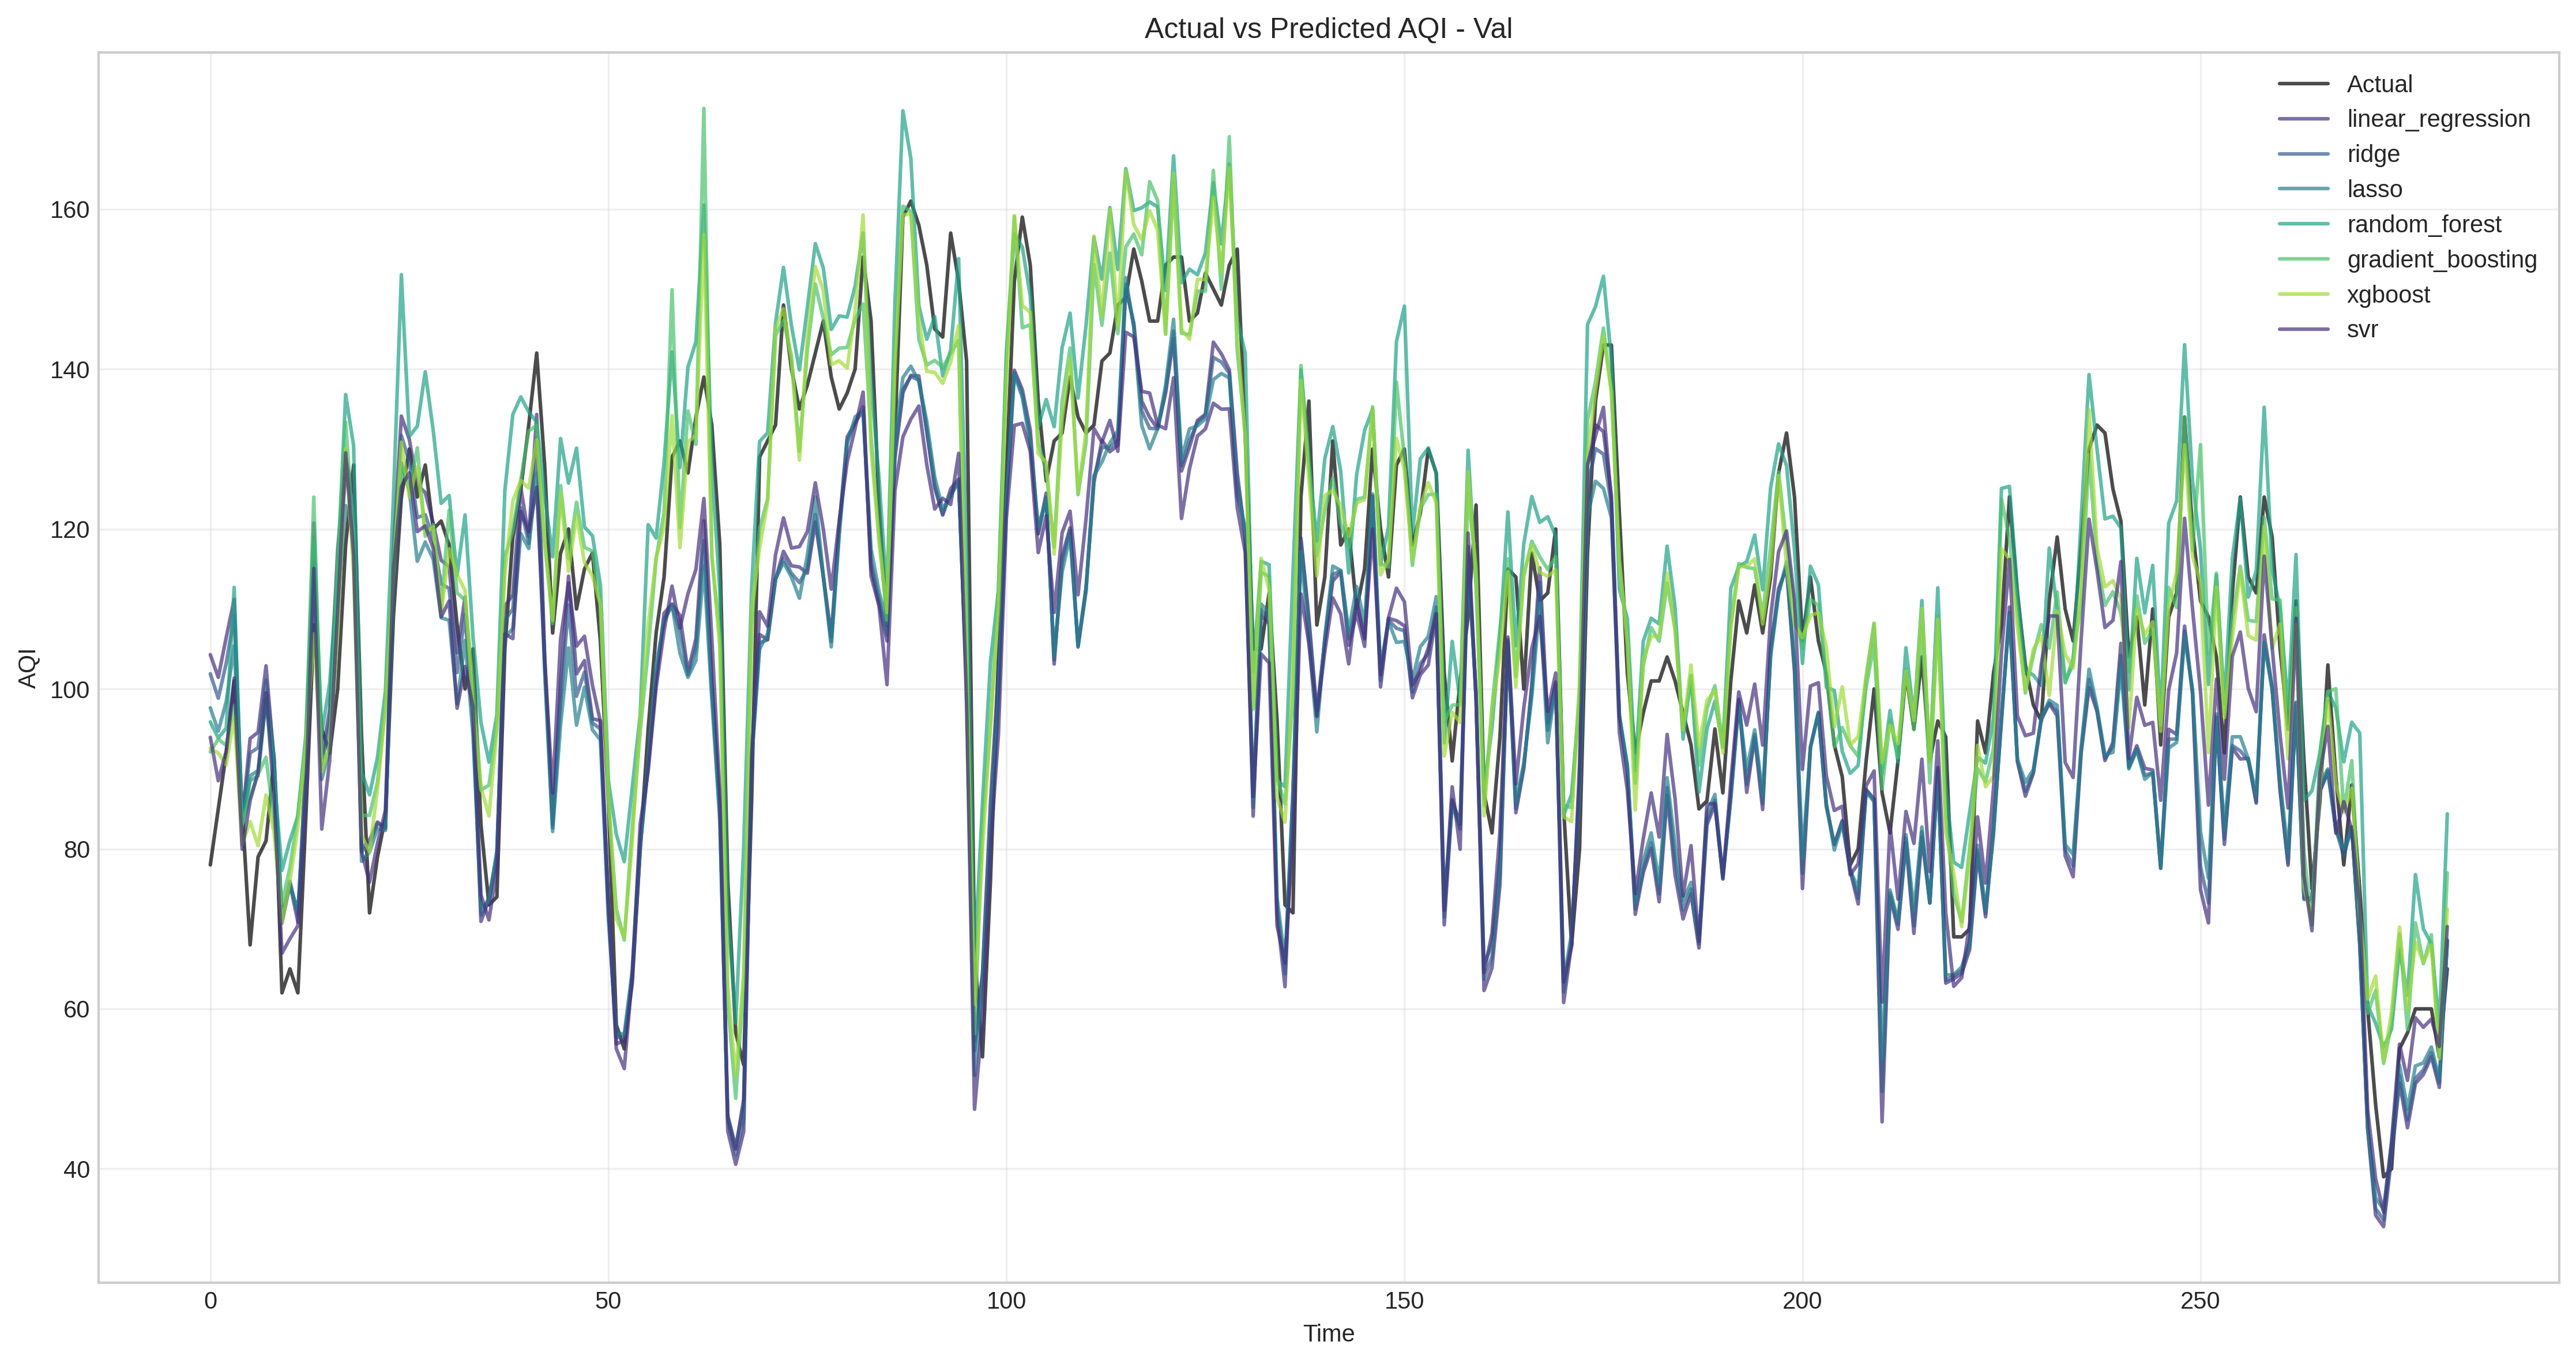 Actual vs Predicted AQI - Val
Actual
linear_regression
ridge
lasso
random_forest
gradient_boosting
xgboost
svr
AQI
160
140
120
100
80
60
40
0 50 100 150 200 250
Time